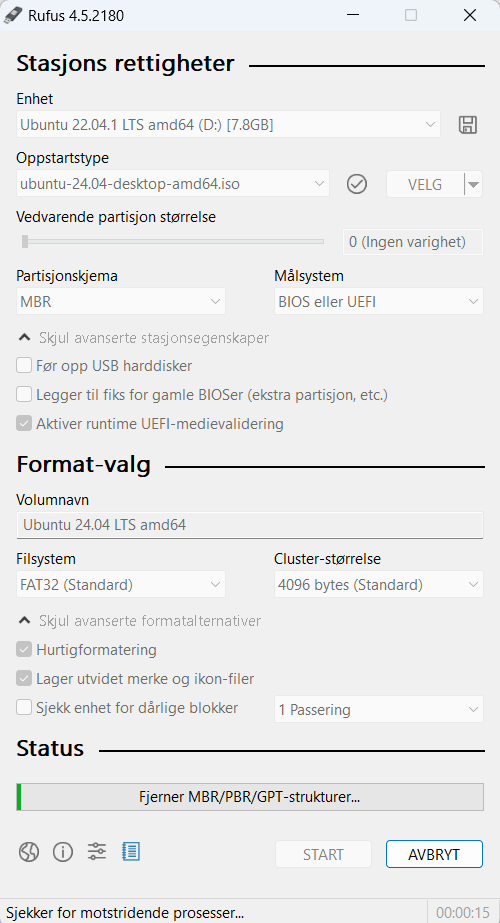 Rufus 4.5.2180
Stasjons rettigheter
Enhet
Ubuntu 22.04.1 LTS amd64 (D:) [7.8GB]
Oppstartstype
ubuntu-24.04-desktop-amd64.iso
VELG
Vedvarende partisjon størrelse
0 (Ingen varighet)
Partisjonskjema
Målsystem
MBR
BIOS eller UEFI
Skjul avanserte stasjonsegenskaper
Før opp USB harddisker
Legger til fiks for gamle BIOSer (ekstra partisjon, etc.)
Aktiver runtime UEFI-medievalidering
Format-valg
Volumnavn
Ubuntu 24.04 LTS amd64
Filsystem
Cluster-størrelse
FAT32 (Standard)
4096 bytes (Standard)
Skjul avanserte formatalternativer
Hurtigformatering
Lager utvidet merke og ikon-filer
Sjekk enhet for dårlige blokker
1 Passering
Status
Fjerner MBR/PBR/GPT-strukturer...
START
AVBRYT
Sjekker for motstridende prosesser...
00:00:15